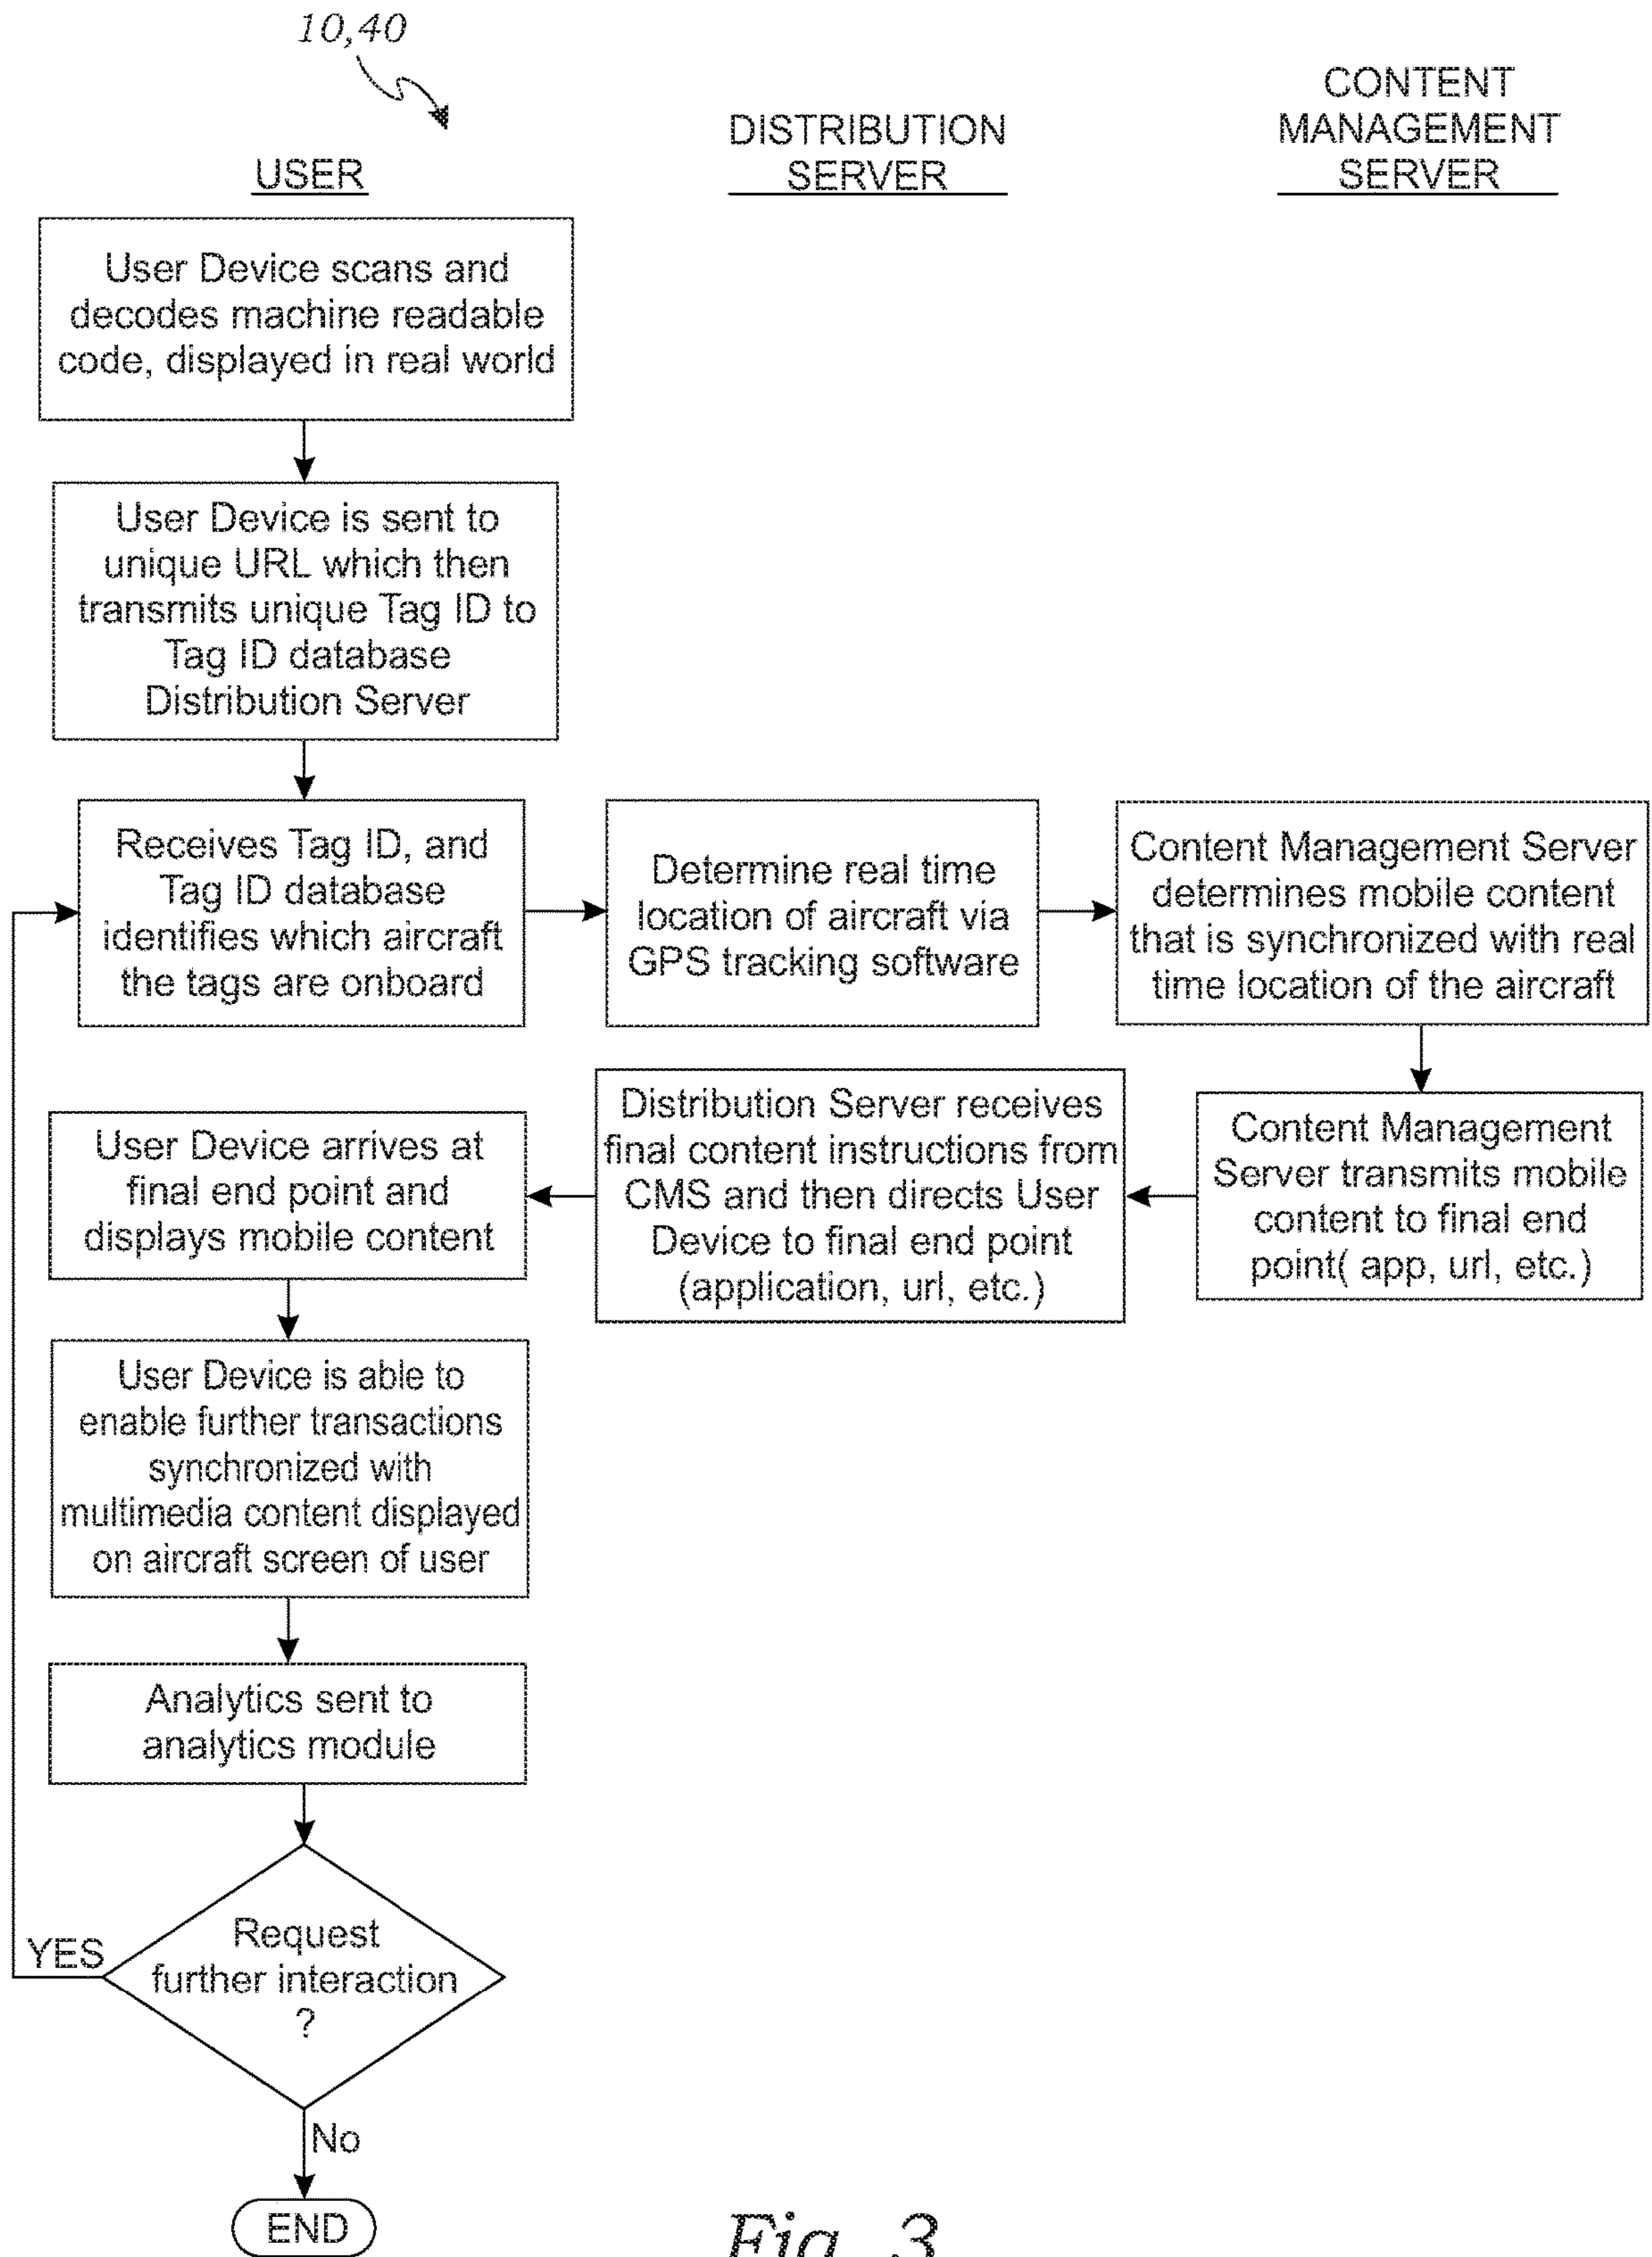 10,40
USER
DISTRIBUTION
SERVER
CONTENT
MANAGEMENT
SERVER
User Device scans and
decodes machine readable
code, displayed in real world
User Device is sent to
unique URL which then
transmits unique Tag ID to
Tag ID database
Distribution Server
Receives Tag ID, and
Tag ID database
identifies which aircraft
the tags are onboard
Determine real time
location of aircraft via
GPS tracking software
Content Management Server
determines mobile content
that is synchronized with real
time location of the aircraft
Content Management
Server transmits mobile
content to final end
point( app, url, etc.)
Distribution Server receives
final content instructions from
CMS and then directs User
Device to final end point
(application, url, etc.)
User Device arrives at
final end point and
displays mobile content
User Device is able to
enable further transactions
synchronized with
multimedia content displayed
on aircraft screen of user
Analytics sent to
analytics module
Request
further interaction
?
YES
No
END
Fig. 3